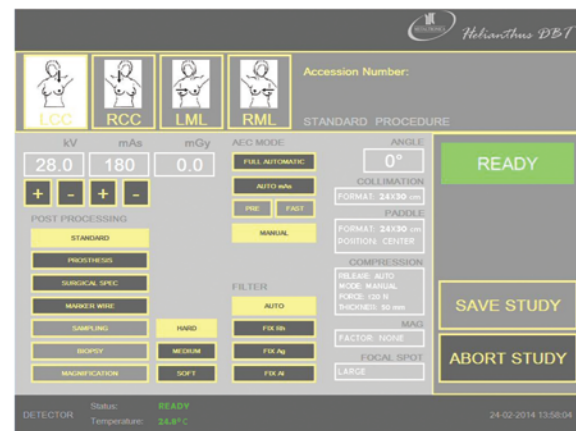 METALTRONICA Helianthus DBT
LCC RCC LML RML
Accession Number:
STANDARD PROCEDURE
kV mAs mGy
28.0 180 0.0
+ - + -
POST PROCESSING
STANDARD
PROSTHESIS
SURGICAL SPEC
MARKER WIRE
SAMPLING HARD
BIOPSY MEDIUM
MAGNIFICATION SOFT
AEC MODE
FULL AUTOMATIC
AUTO mAs
PRE FAST
MANUAL
FILTER
AUTO
FIX Rh
FIX Ag
FIX Al
ANGLE
0°
COLLIMATION
FORMAT: 24X30 cm
PADDLE
FORMAT: 24X30 cm
POSITION: CENTER
COMPRESSION
RELEASE: AUTO
MODE: MANUAL
FORCE: 120 N
THICKNESS: 50 mm
MAG
FACTOR: NONE
FOCAL SPOT
LARGE
READY
SAVE STUDY
ABORT STUDY
DETECTOR
Status: READY
Temperature: 26.8° C
24-02-2014 13:58:04